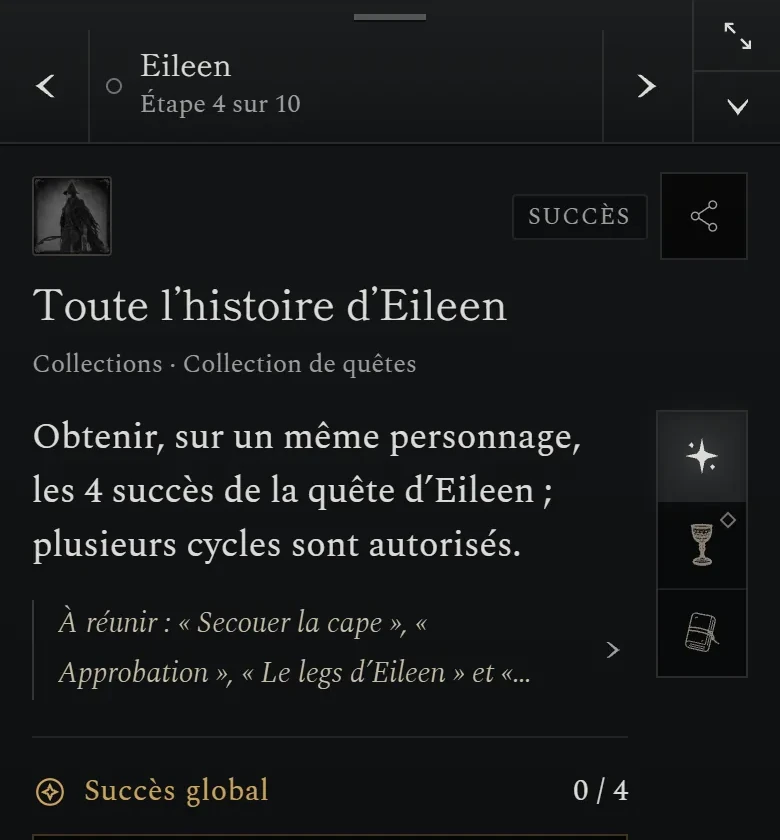 Eileen
Étape 4 sur 10
SUCCÈS
Toute l’histoire d’Eileen
Collections · Collection de quêtes
Obtenir, sur un même personnage,
les 4 succès de la quête d’Eileen ;
plusieurs cycles sont autorisés.
À réunir : « Secouer la cape », «
Approbation », « Le legs d’Eileen » et «…
Succès global
0 / 4